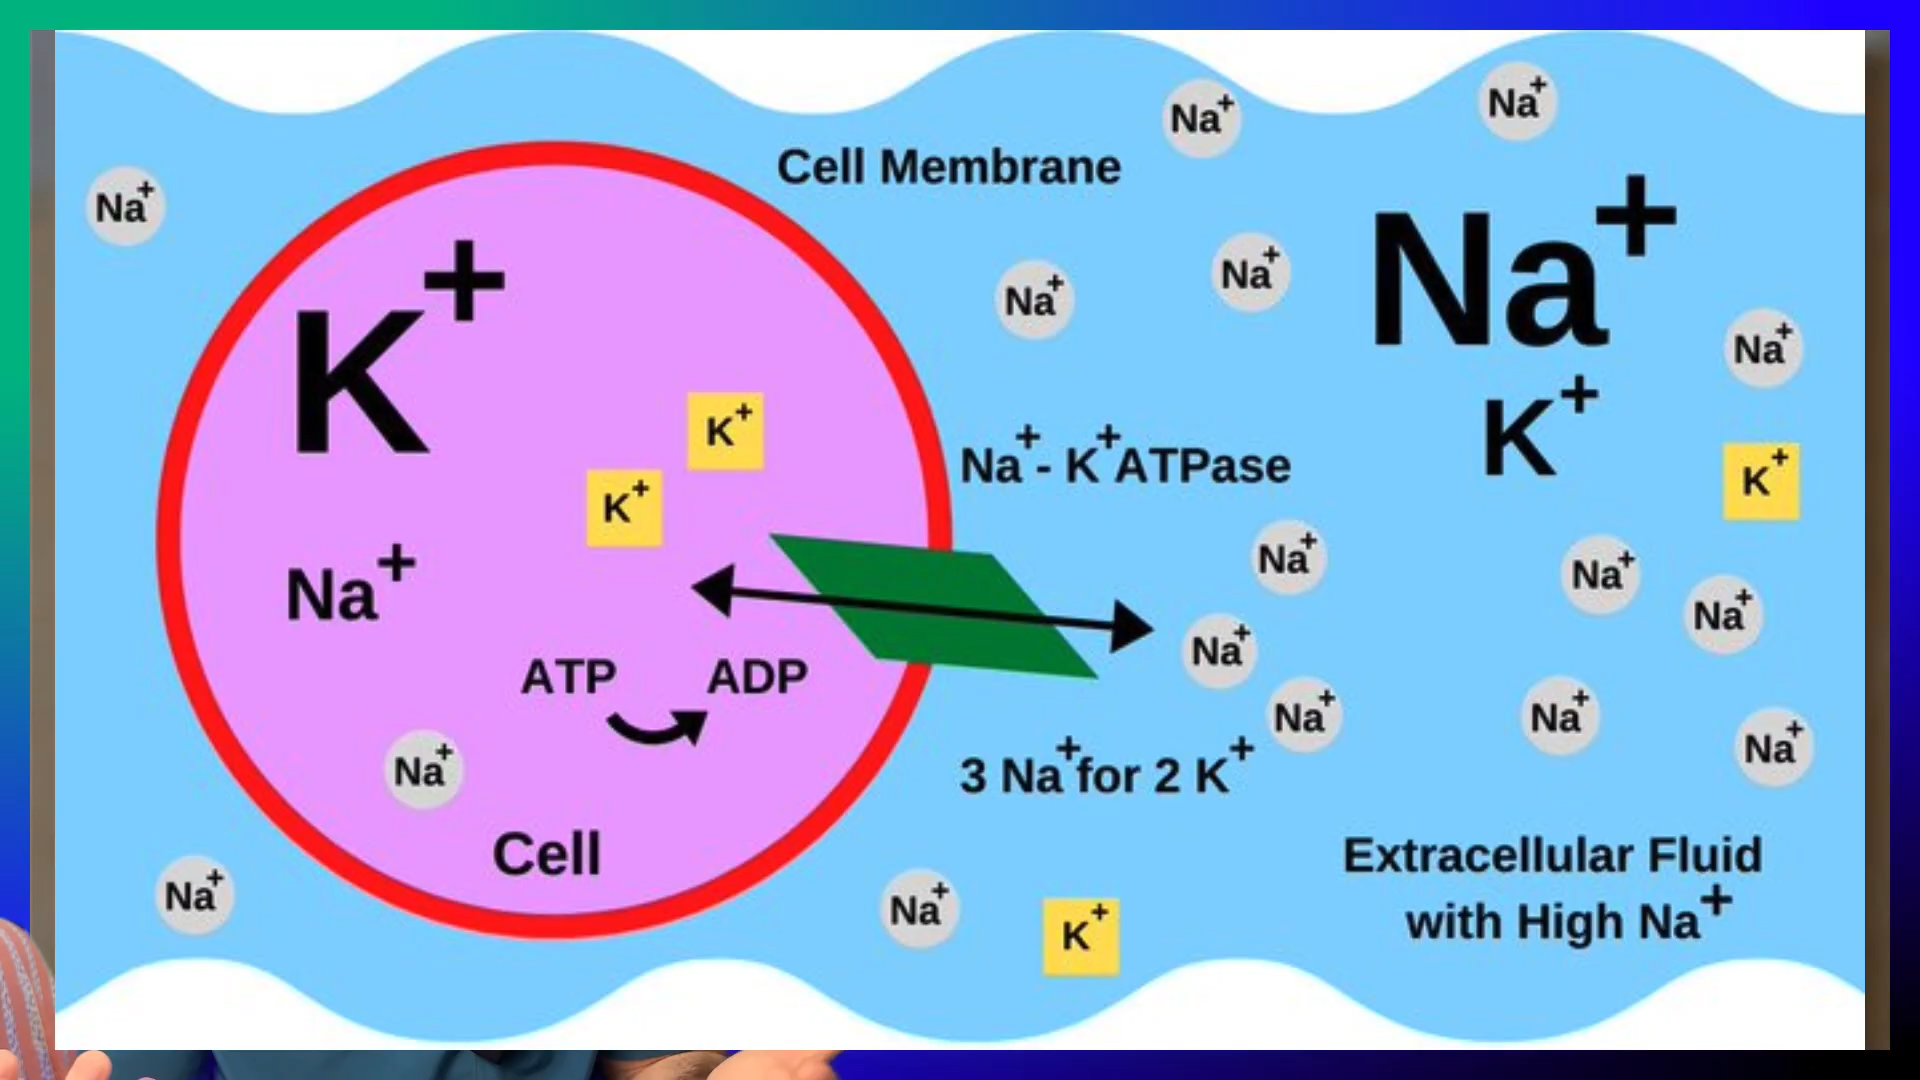 Na+
Na+
Cell Membrane
Na+
Na+
K+
Na+
Na+
Na+
K+
K+
Na+- K+ATPase
K+
K+
Na+
Na+
Na+
Na+
Na+
ATP
ADP
Na+
Na+
Na+
Na+
3 Na+for 2 K+
Cell
Extracellular Fluid
with High Na+
Na+
Na+
K+